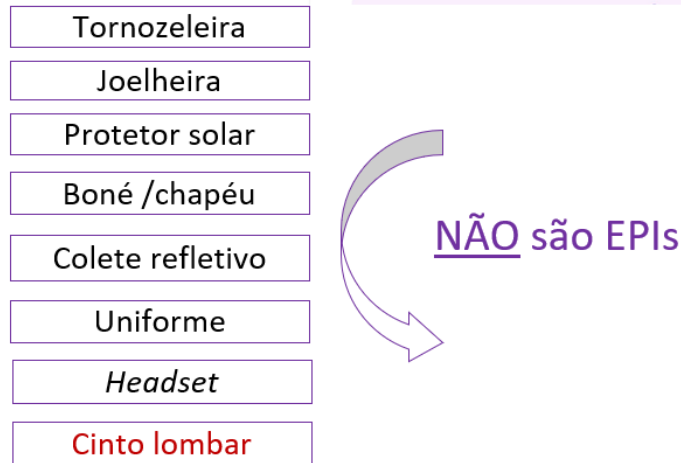 Tornozeleira
Joelheira
Protetor solar
Boné /chapéu
Colete refletivo
Uniforme
Headset
Cinto lombar
NÃO são EPIs